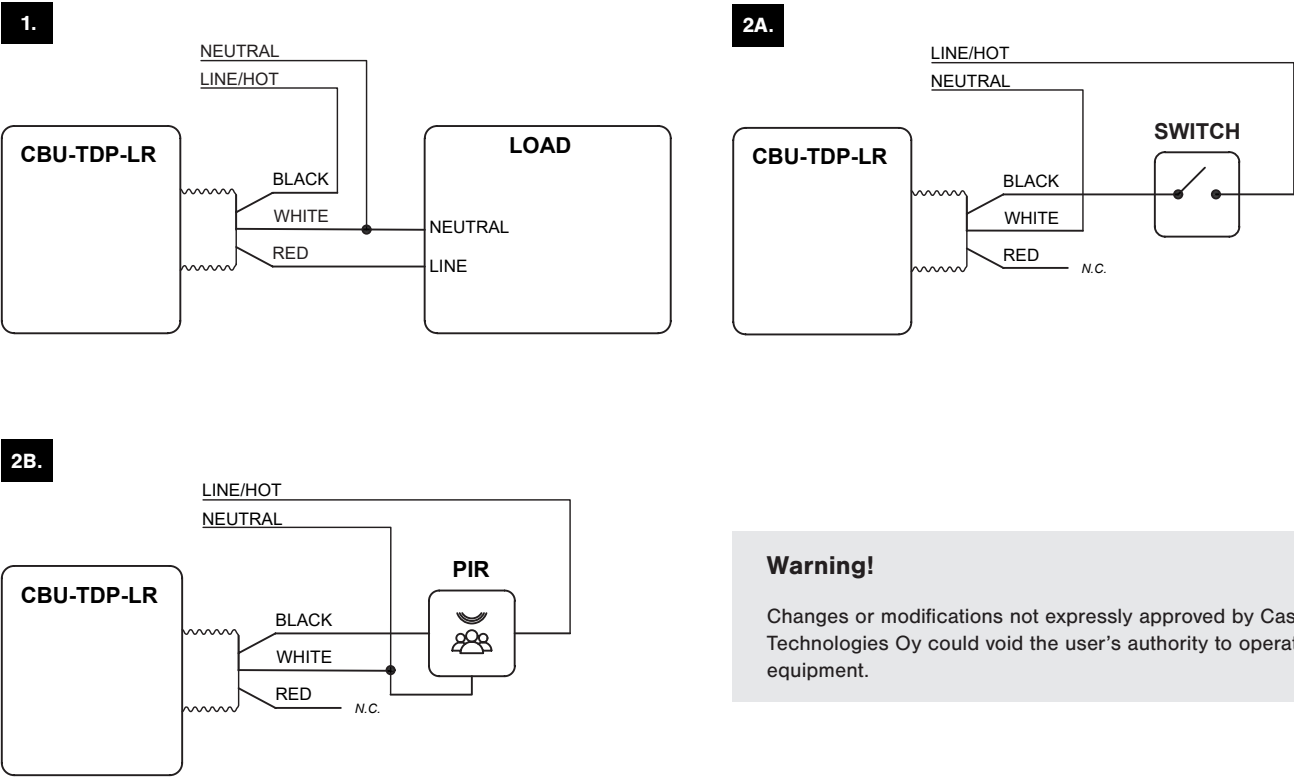 1.
NEUTRAL
LINE/HOT
CBU-TDP-LR
BLACK
WHITE
RED
LOAD
NEUTRAL
LINE
2A.
LINE/HOT
NEUTRAL
CBU-TDP-LR
BLACK
WHITE
RED
N.C.
SWITCH
2B.
LINE/HOT
NEUTRAL
CBU-TDP-LR
BLACK
WHITE
RED
N.C.
PIR
Warning!
Changes or modifications not expressly approved by
Technologies Oy could void the user's authority to
equipment.